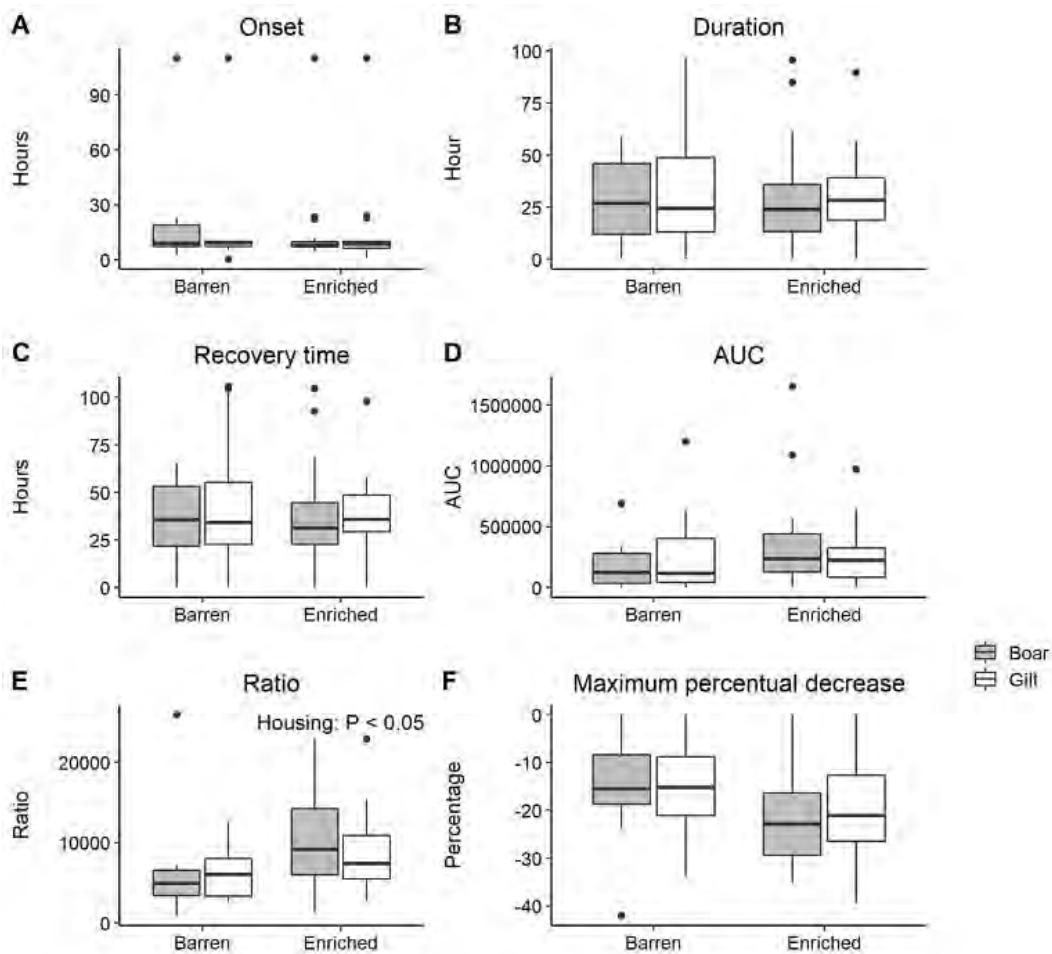 A Onset
Hours
90
60
30
0
Barren Enriched
B Duration
Hour
100
75
50
25
0
Barren Enriched
C Recovery time
Hours
100
75
50
25
0
Barren Enriched
D AUC
AUC
1500000
1000000
500000
0
Barren Enriched
E Ratio
Housing: P < 0.05
Ratio
20000
10000
0
Barren Enriched
F Maximum percentual decrease
Percentage
0
-10
-20
-30
-40
Barren Enriched
Boar
Gilt